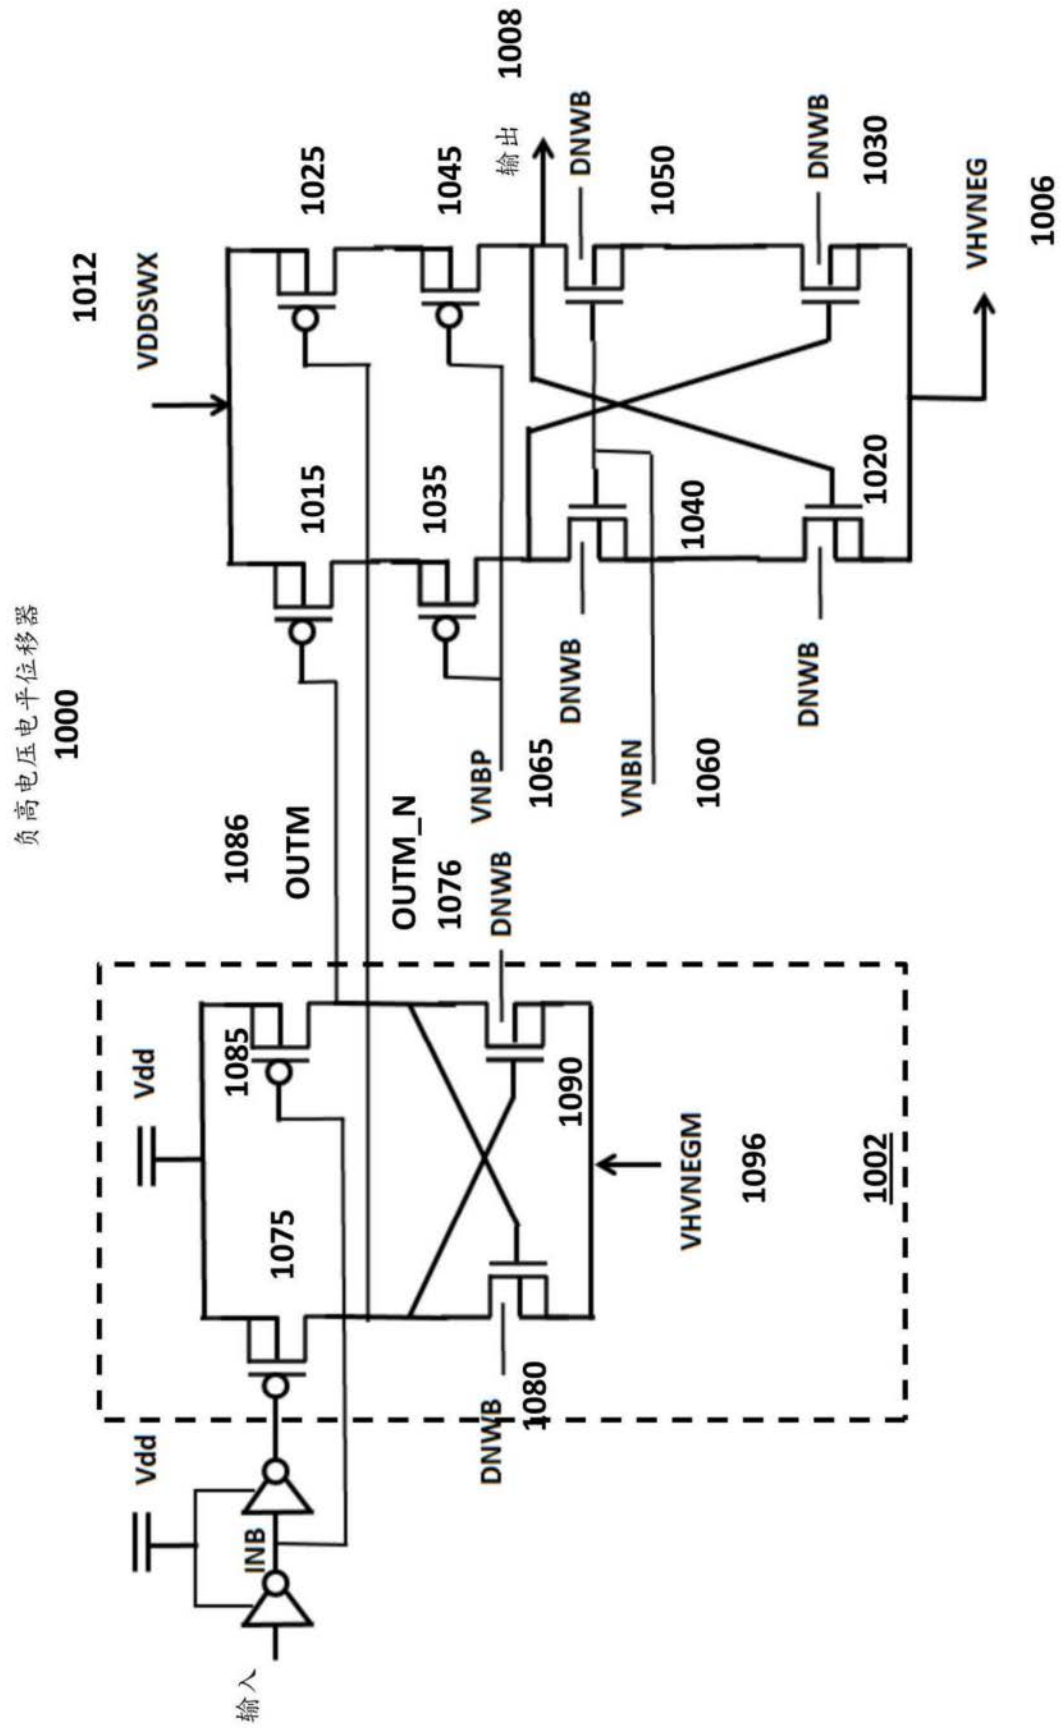 负高电压电平位移器
1000
输入
INB
Vdd
Vdd
1075
1085
1080
DNWB
1090
DNWB
VHVNEGM
1096
1002
1086
OUTM
OUTM_N
1076
VNBP
1065
VNBN
1060
1012
VDDSWX
1015
1025
1035
1045
输出
1008
DNWB
1040
DNWB
1050
DNWB
1020
DNWB
1030
VHVNEG
1006